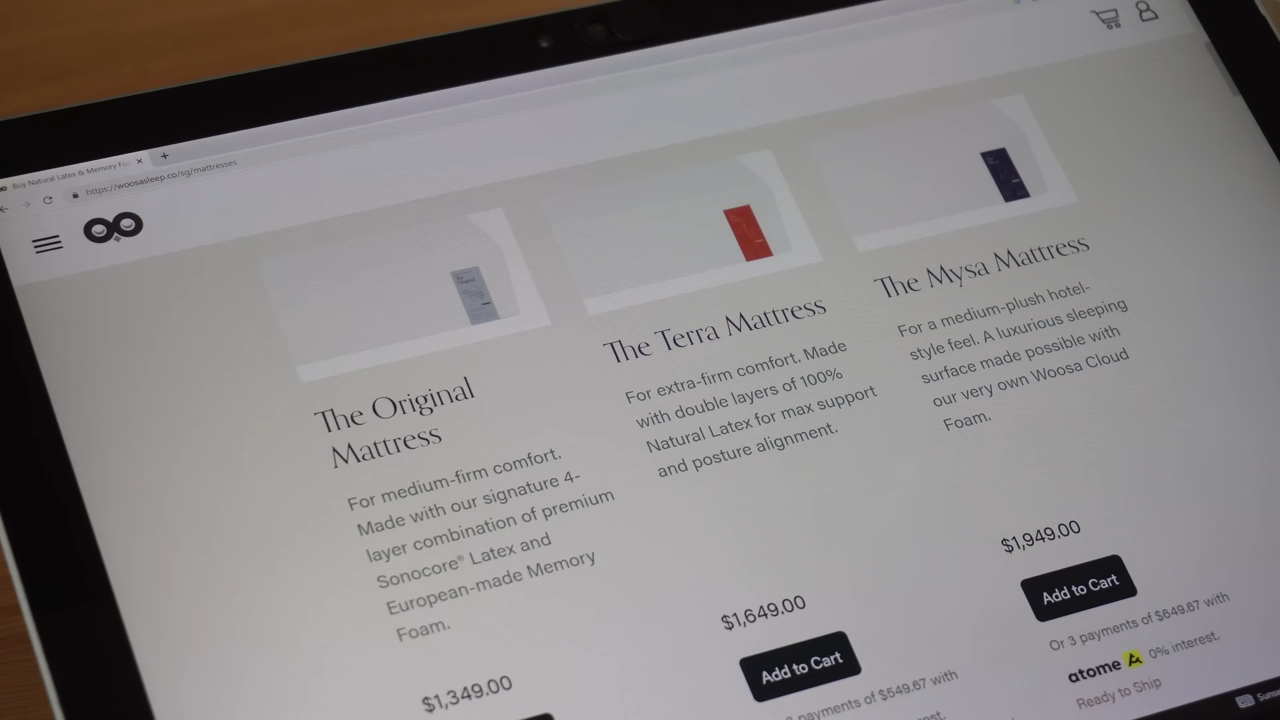 Buy Natural Latex & Memory Fo
https://woosasleep.co/sg/mattresses
The Original
Mattress
For medium-firm comfort.
Made with our signature 4-
layer combination of premium
Sonocore® Latex and
European-made Memory
Foam.
$1,349.00
The Terra Mattress
For extra-firm comfort. Made
with double layers of 100%
Natural Latex for max support
and posture alignment.
$1,649.00
Add to Cart
payments of $549.67 with
interest.
The Mysa Mattress
For a medium-plush hotel-
style feel. A luxurious sleeping
surface made possible with
our very own Woosa Cloud
Foam.
$1,949.00
Add to Cart
Or 3 payments of $649.67 with
atome 0% interest.
Ready to Ship